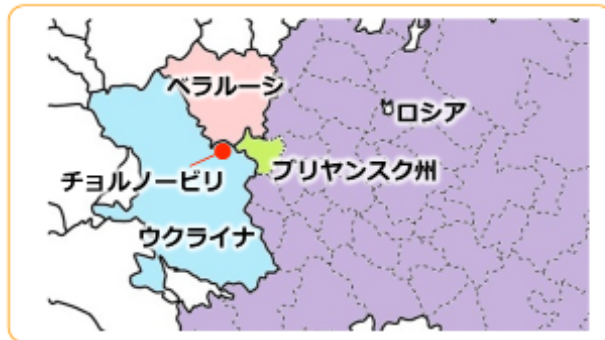 ベラルーシ
ロシア
チョルノービリ
ブリヤンスク州
ウクライナ